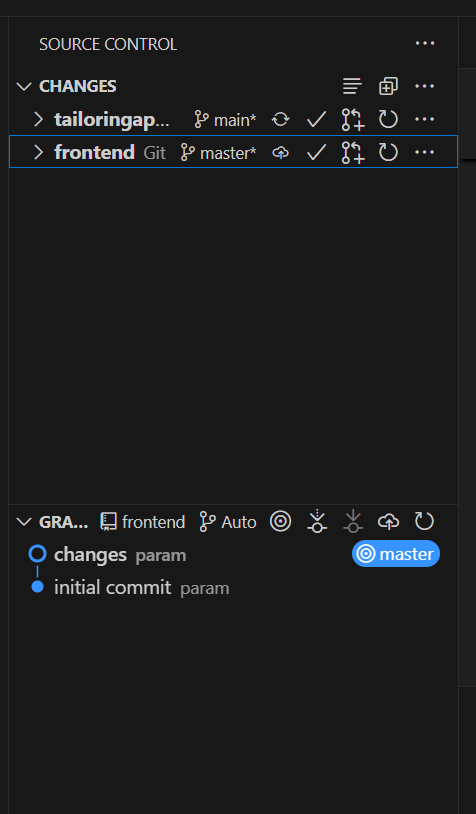 SOURCE CONTROL
CHANGES
tailoringap... main*
frontend Git master*
GRA... frontend Auto
changes param master
initial commit param